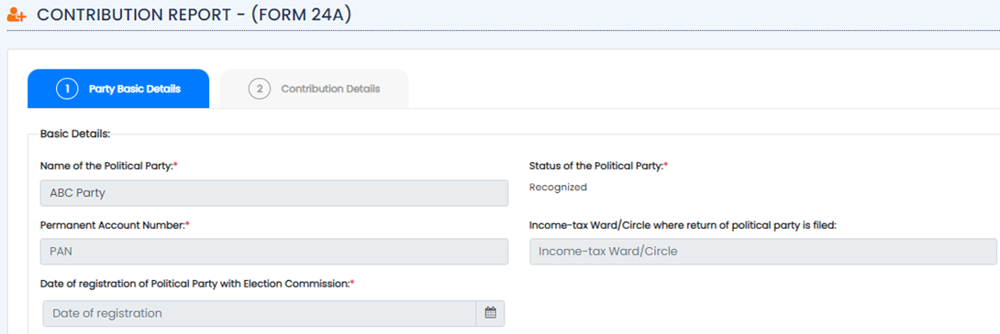 CONTRIBUTION REPORT - (FORM 24A)
1 Party Basic Details
2 Contribution Details
Basic Details:
Name of the Political Party:*
Status of the Political Party:*
ABC Party
Recognized
Permanent Account Number:*
Income-tax Ward/Circle where return of political party is filed:
PAN
Income-tax Ward/Circle
Date of registration of Political Party with Election Commission:*
Date of registration